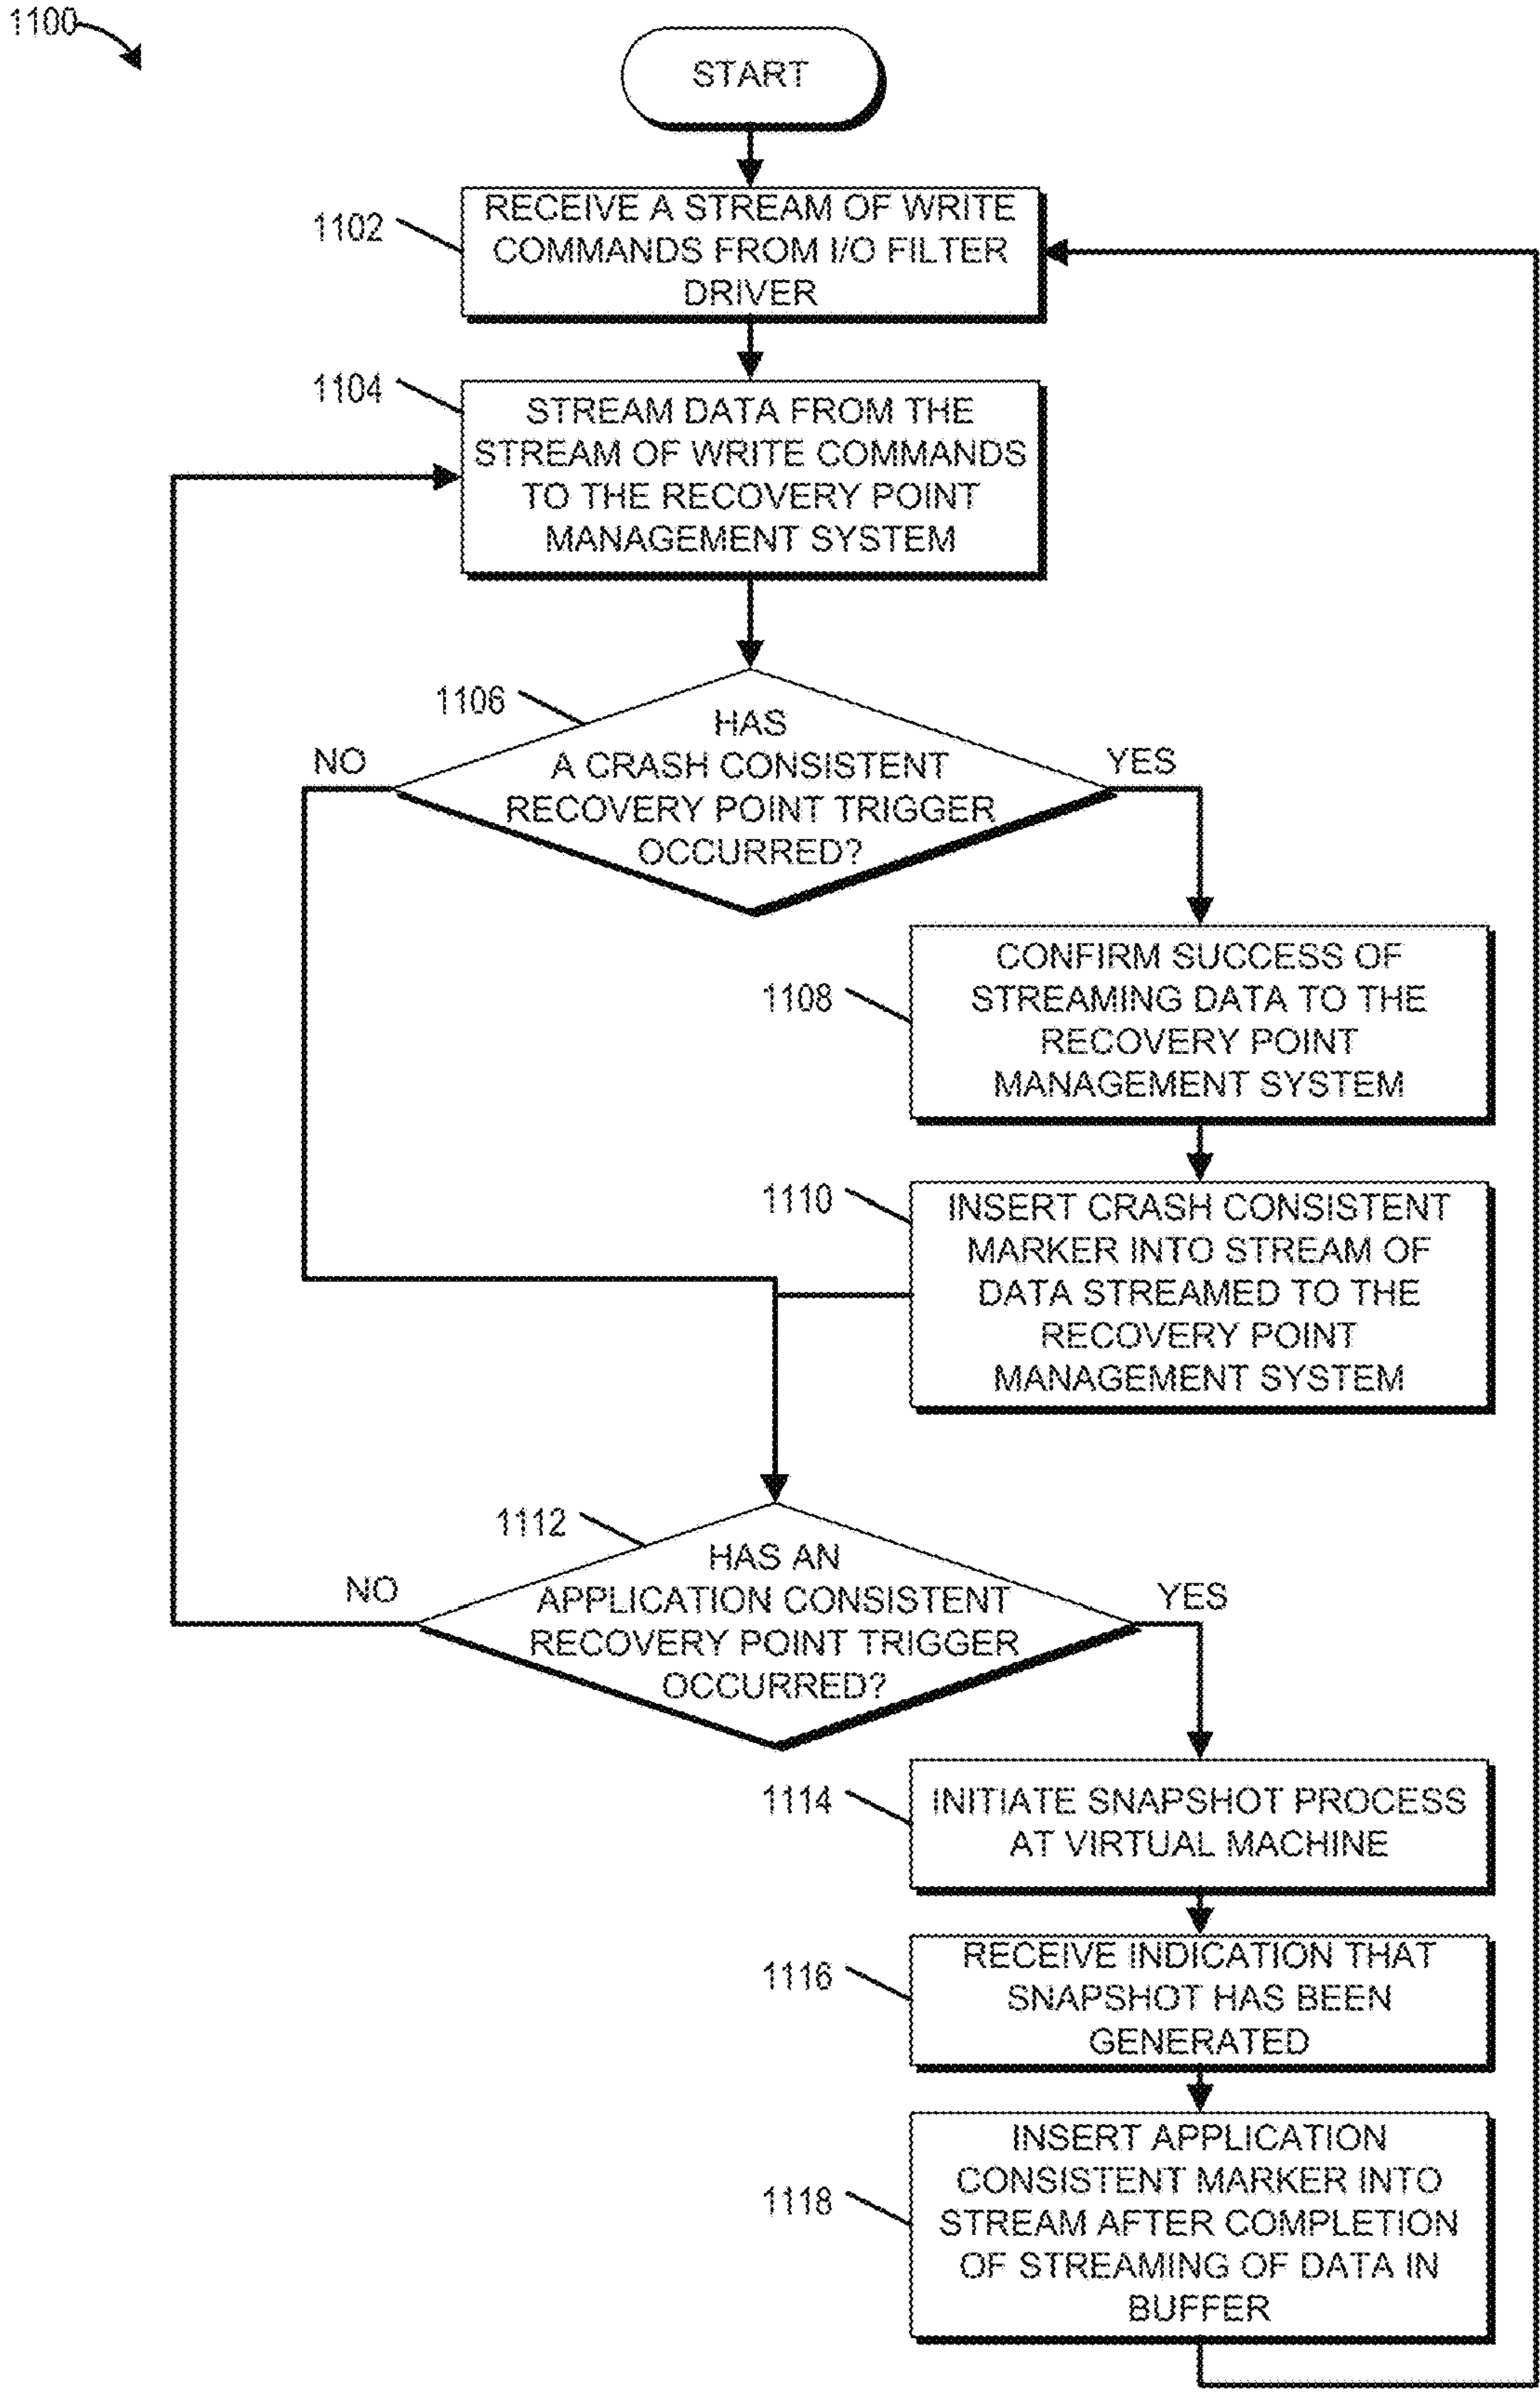 1100
START
1102
RECEIVE A STREAM OF WRITE
COMMANDS FROM I/O FILTER
DRIVER
1104
STREAM DATA FROM THE
STREAM OF WRITE COMMANDS
TO THE RECOVERY POINT
MANAGEMENT SYSTEM
1106
HAS
A CRASH CONSISTENT
RECOVERY POINT TRIGGER
OCCURRED?
NO
YES
1108
CONFIRM SUCCESS OF
STREAMING DATA TO THE
RECOVERY POINT
MANAGEMENT SYSTEM
1110
INSERT CRASH CONSISTENT
MARKER INTO STREAM OF
DATA STREAMED TO THE
RECOVERY POINT
MANAGEMENT SYSTEM
1112
HAS AN
APPLICATION CONSISTENT
RECOVERY POINT TRIGGER
OCCURRED?
NO
YES
1114
INITIATE SNAPSHOT PROCESS
AT VIRTUAL MACHINE
1116
RECEIVE INDICATION THAT
SNAPSHOT HAS BEEN
GENERATED
1118
INSERT APPLICATION
CONSISTENT MARKER INTO
STREAM AFTER COMPLETION
OF STREAMING OF DATA IN
BUFFER